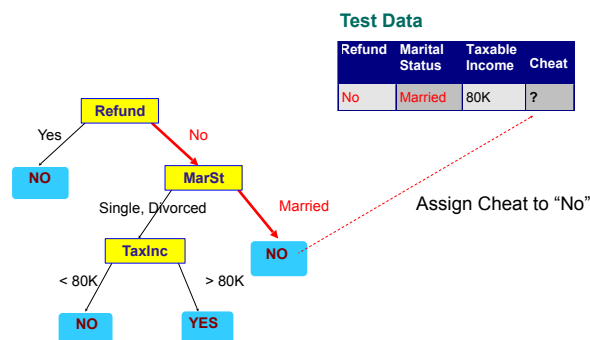 Test Data
Refund Marital Status Taxable Income Cheat
No Married 80K ?
Refund
Yes No
NO
MarSt
Single, Divorced Married
Assign Cheat to “No”
TaxInc
NO
< 80K > 80K
NO YES